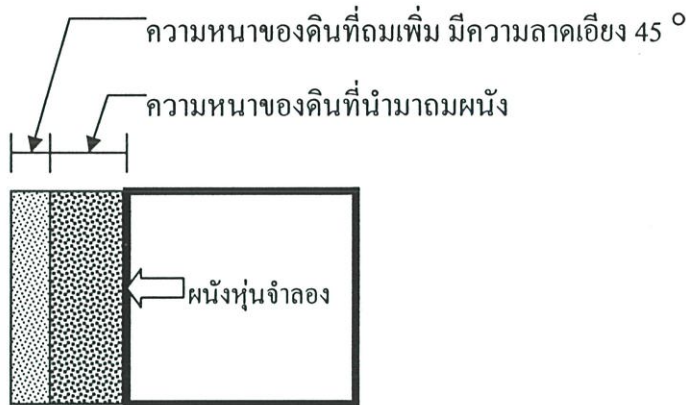 ความหนาของดินที่ถมเพิ่ม มีความลาดเอียง 45 °
ความหนาของดินที่นำมาถมผนัง
ผนังหุ่นจำลอง